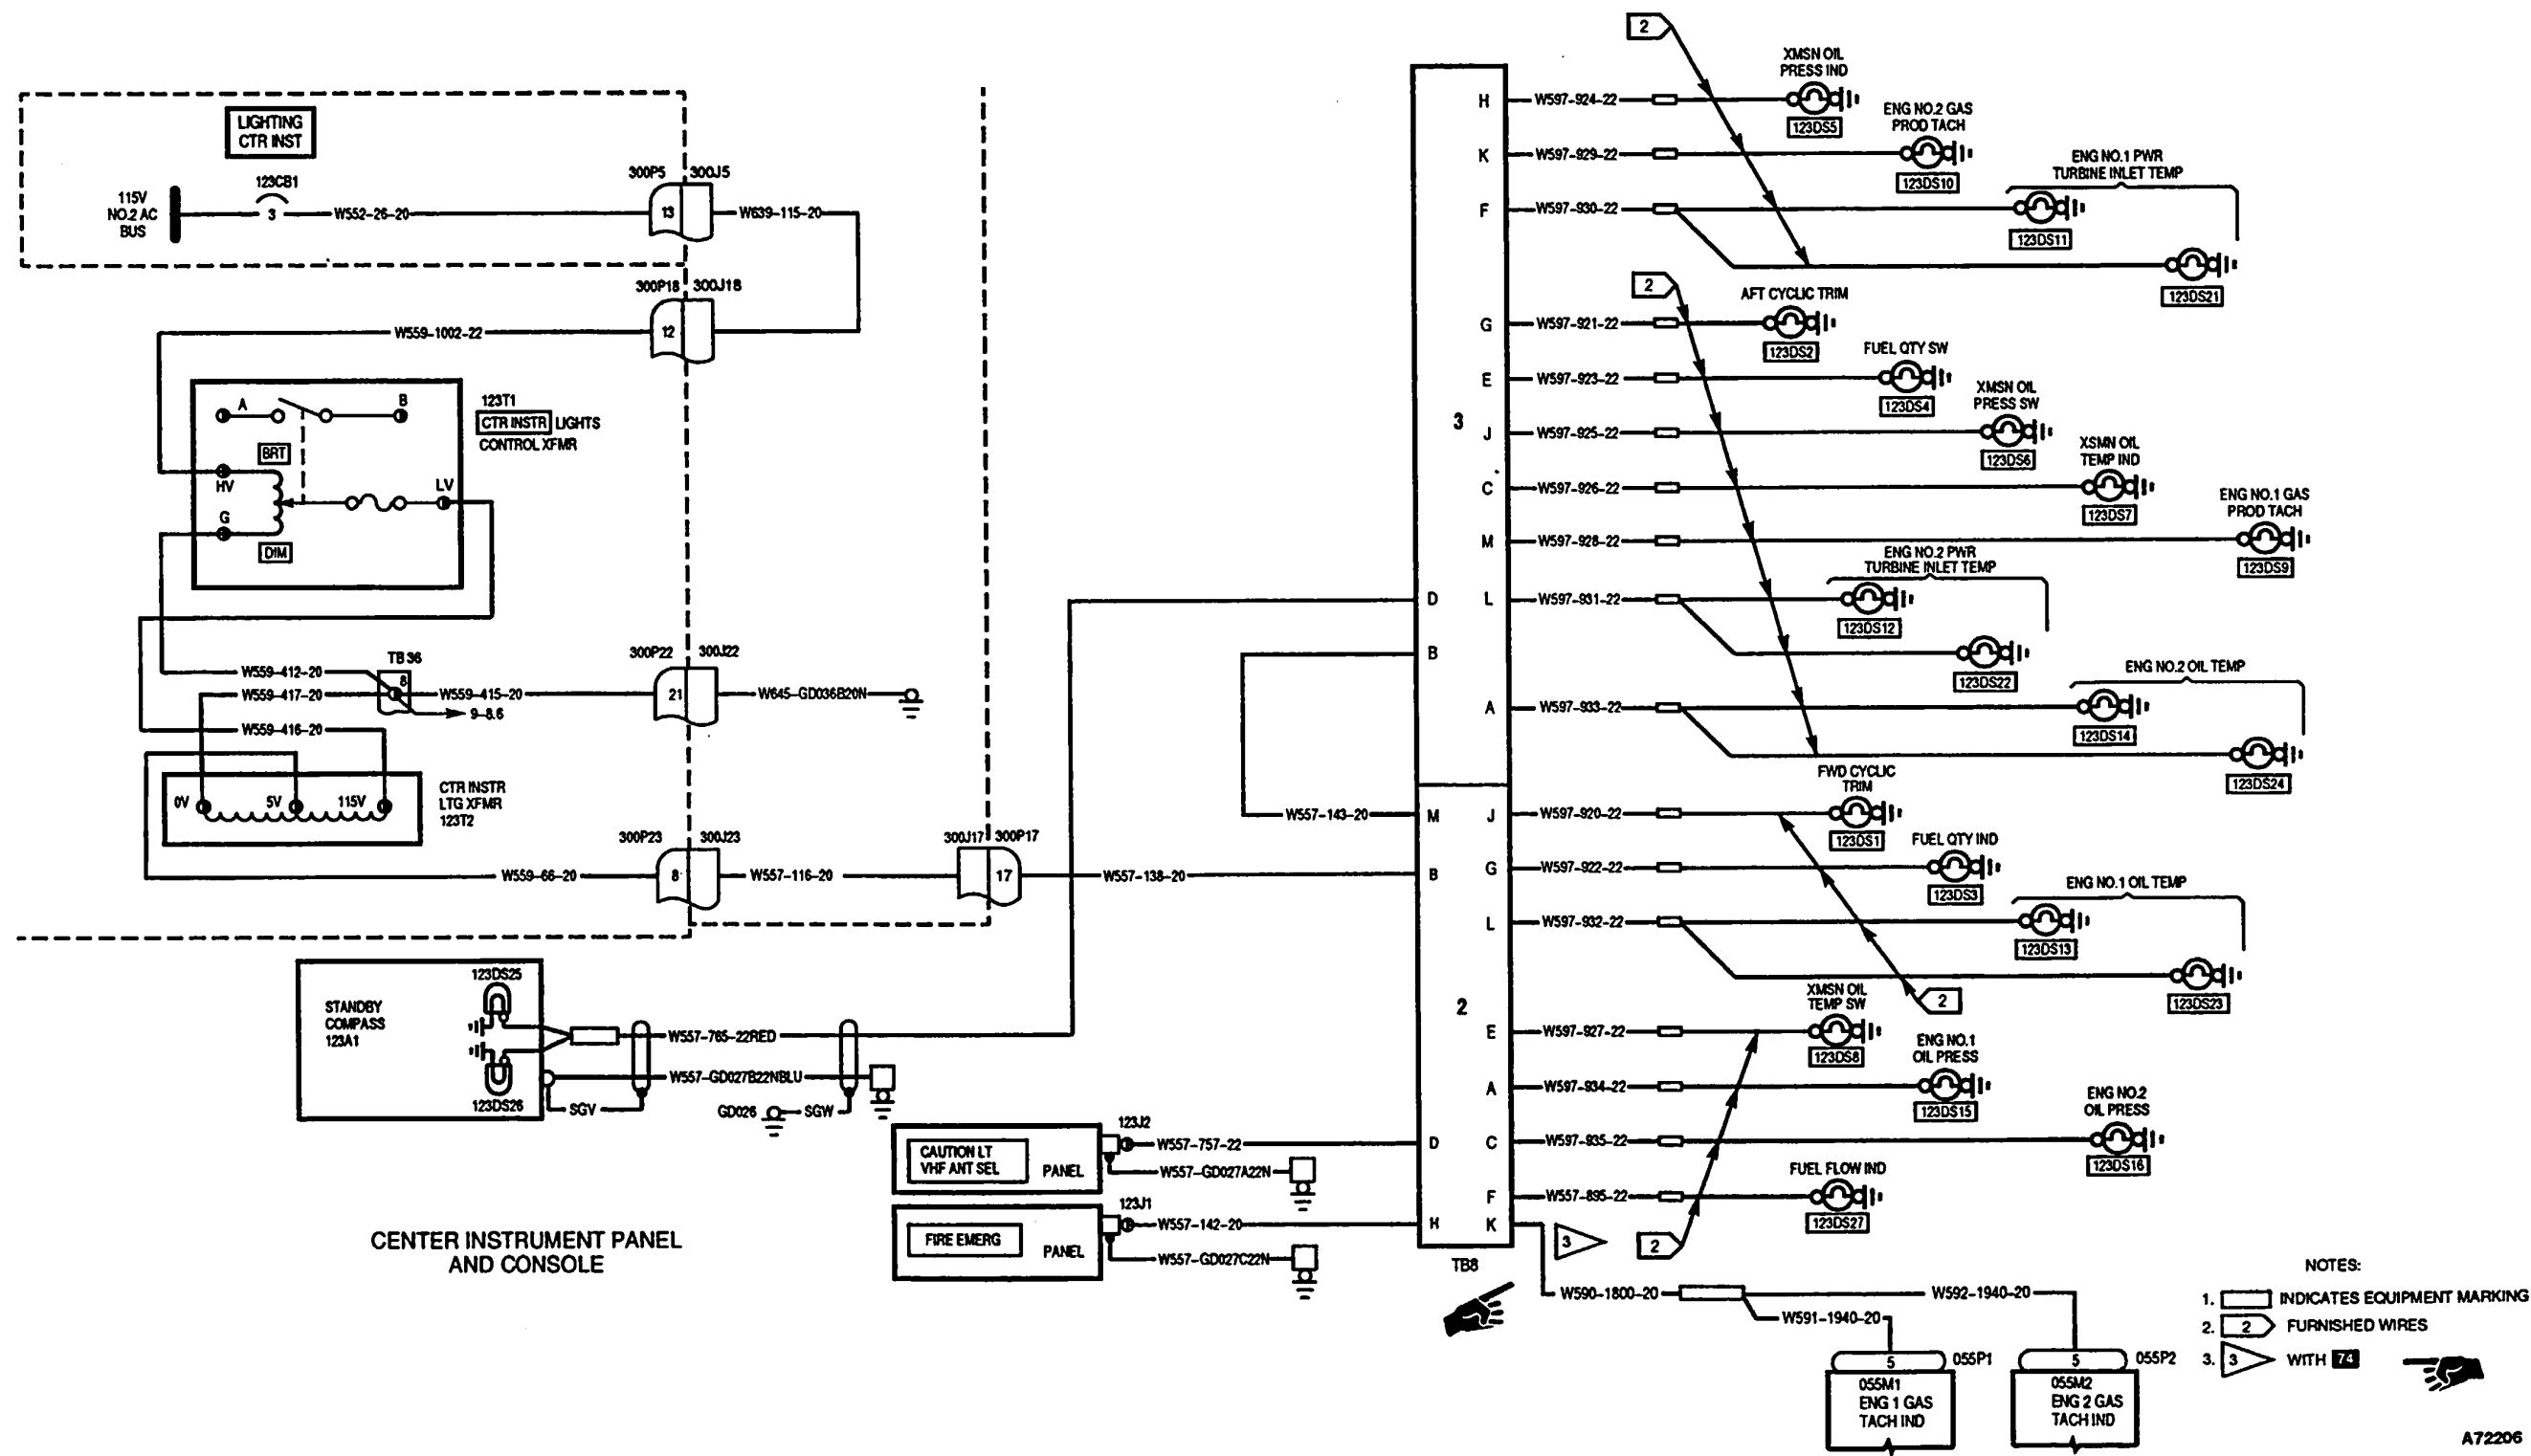 LIGHTING
CTR INST
115V
NO.2 AC
BUS
123CB1
3
W552-26-20
300P5
300J5
13
W639-115-20
300P18
300J18
12
W559-1002-22
A
B
BRT
HV
G
DIM
LV
123T1
CTR INSTR LIGHTS
CONTROL XFMR
W559-412-20
TB 36
8
W559-417-20
W559-415-20
9-8.6
W559-416-20
300P22
300J22
21
W645-GD036B20N
0V
5V
115V
CTR INSTR
LTG XFMR
123T2
W559-66-20
300P23
300J23
8
W557-116-20
300J17
300P17
17
W557-138-20
STANDBY
COMPASS
123A1
123DS25
123DS26
W557-765-22RED
W557-GD027B22NBLU
SGV
GD026
SGW
CAUTION LT
VHF ANT SEL
PANEL
123J2
W557-757-22
W557-GD027A22N
FIRE EMERG
PANEL
123J1
W557-142-20
W557-GD027C22N
CENTER INSTRUMENT PANEL
AND CONSOLE
3
D
B
W557-143-20
M
B
2
D
H
TB8
2
H
W597-924-22
XMSN OIL
PRESS IND
123DS5
K
W597-929-22
ENG NO.2 GAS
PROD TACH
123DS10
F
W597-930-22
ENG NO.1 PWR
TURBINE INLET TEMP
123DS11
123DS21
2
G
W597-921-22
AFT CYCLIC TRIM
123DS2
E
W597-923-22
FUEL QTY SW
123DS4
J
W597-925-22
XMSN OIL
PRESS SW
123DS6
C
W597-926-22
XSMN OIL
TEMP IND
123DS7
M
W597-928-22
ENG NO.1 GAS
PROD TACH
123DS9
L
W597-931-22
ENG NO.2 PWR
TURBINE INLET TEMP
123DS12
123DS22
A
W597-933-22
ENG NO.2 OIL TEMP
123DS14
123DS24
J
W597-920-22
FWD CYCLIC
TRIM
123DS1
G
W597-922-22
FUEL QTY IND
123DS3
L
W597-932-22
ENG NO.1 OIL TEMP
123DS13
123DS23
2
E
W597-927-22
XMSN OIL
TEMP SW
123DS8
A
W597-934-22
ENG NO.1
OIL PRESS
123DS15
C
W597-935-22
ENG NO.2
OIL PRESS
123DS16
F
W557-895-22
FUEL FLOW IND
123DS27
K
3
2
W590-1800-20
W592-1940-20
W591-1940-20
5
055P1
055M1
ENG 1 GAS
TACH IND
5
055P2
055M2
ENG 2 GAS
TACH IND
NOTES:
1. INDICATES EQUIPMENT MARKING
2. 2 FURNISHED WIRES
3. 3 WITH 74
A72206